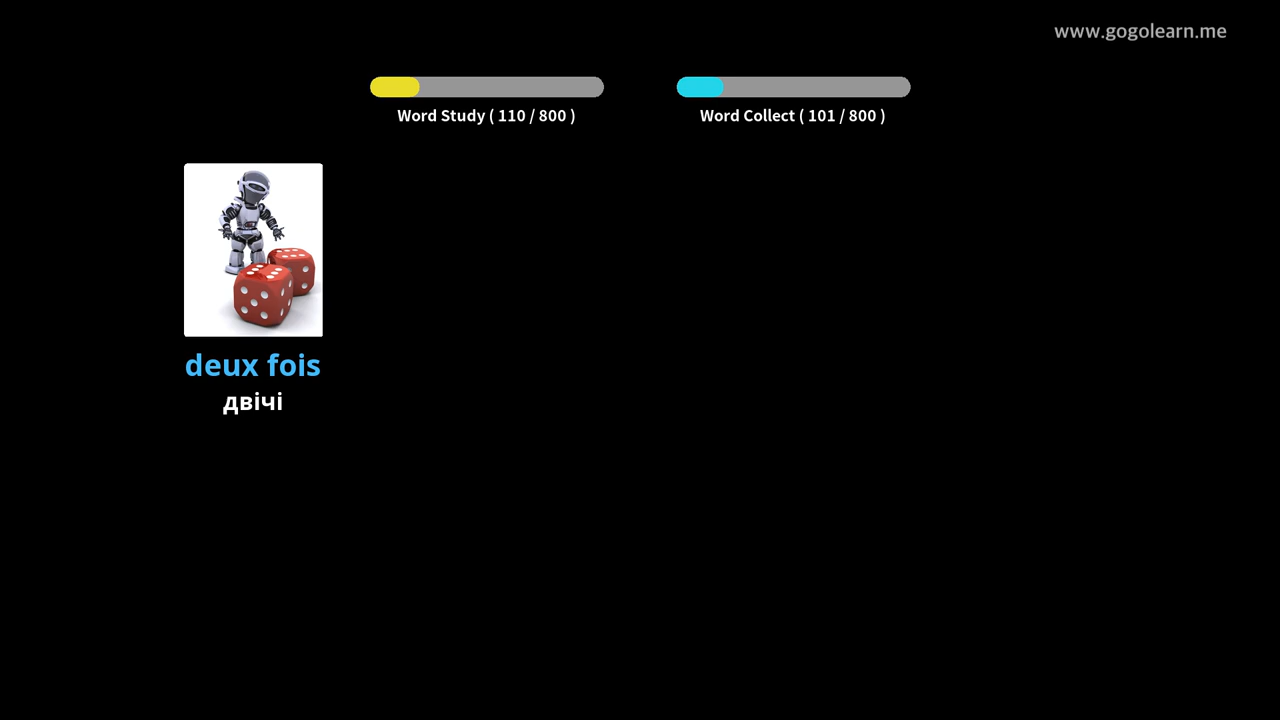 www.gogolearn.me
Word Study ( 110 / 800 )
Word Collect ( 101 / 800 )
deux fois
двічі